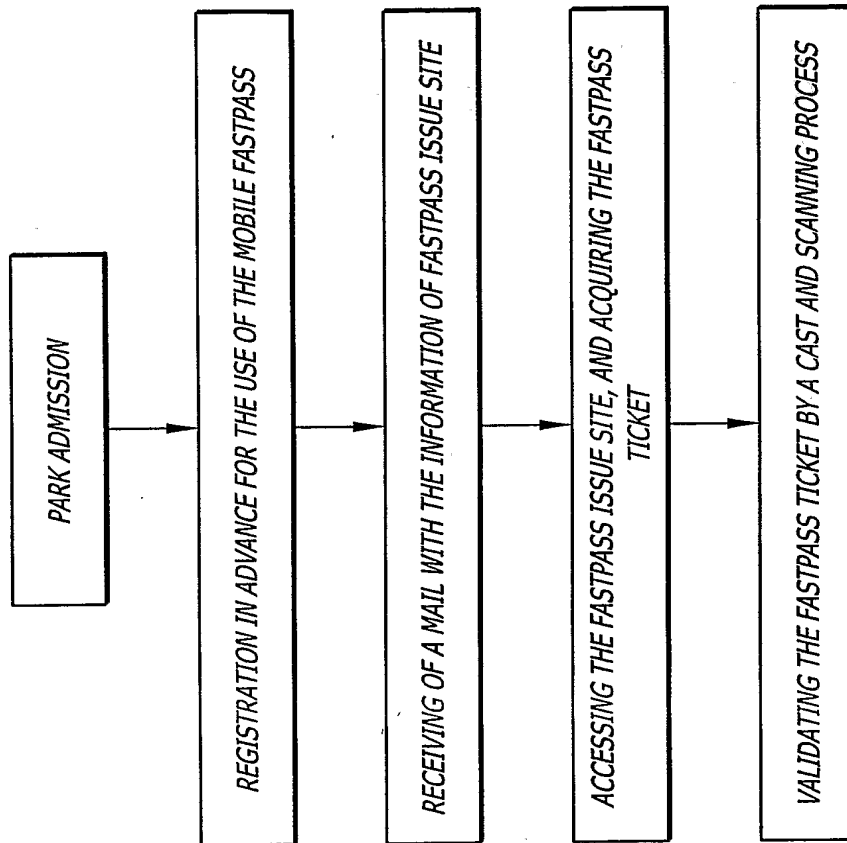 PARK ADMISSION
REGISTRATION IN ADVANCE FOR THE USE OF THE MOBILE FASTPASS
RECEIVING OF A MAIL WITH THE INFORMATION OF FASTPASS ISSUE SITE
ACCESSING THE FASTPASS ISSUE SITE, AND ACQUIRING THE FASTPASS
TICKET
VALIDATING THE FASTPASS TICKET BY A CAST AND SCANNING PROCESS